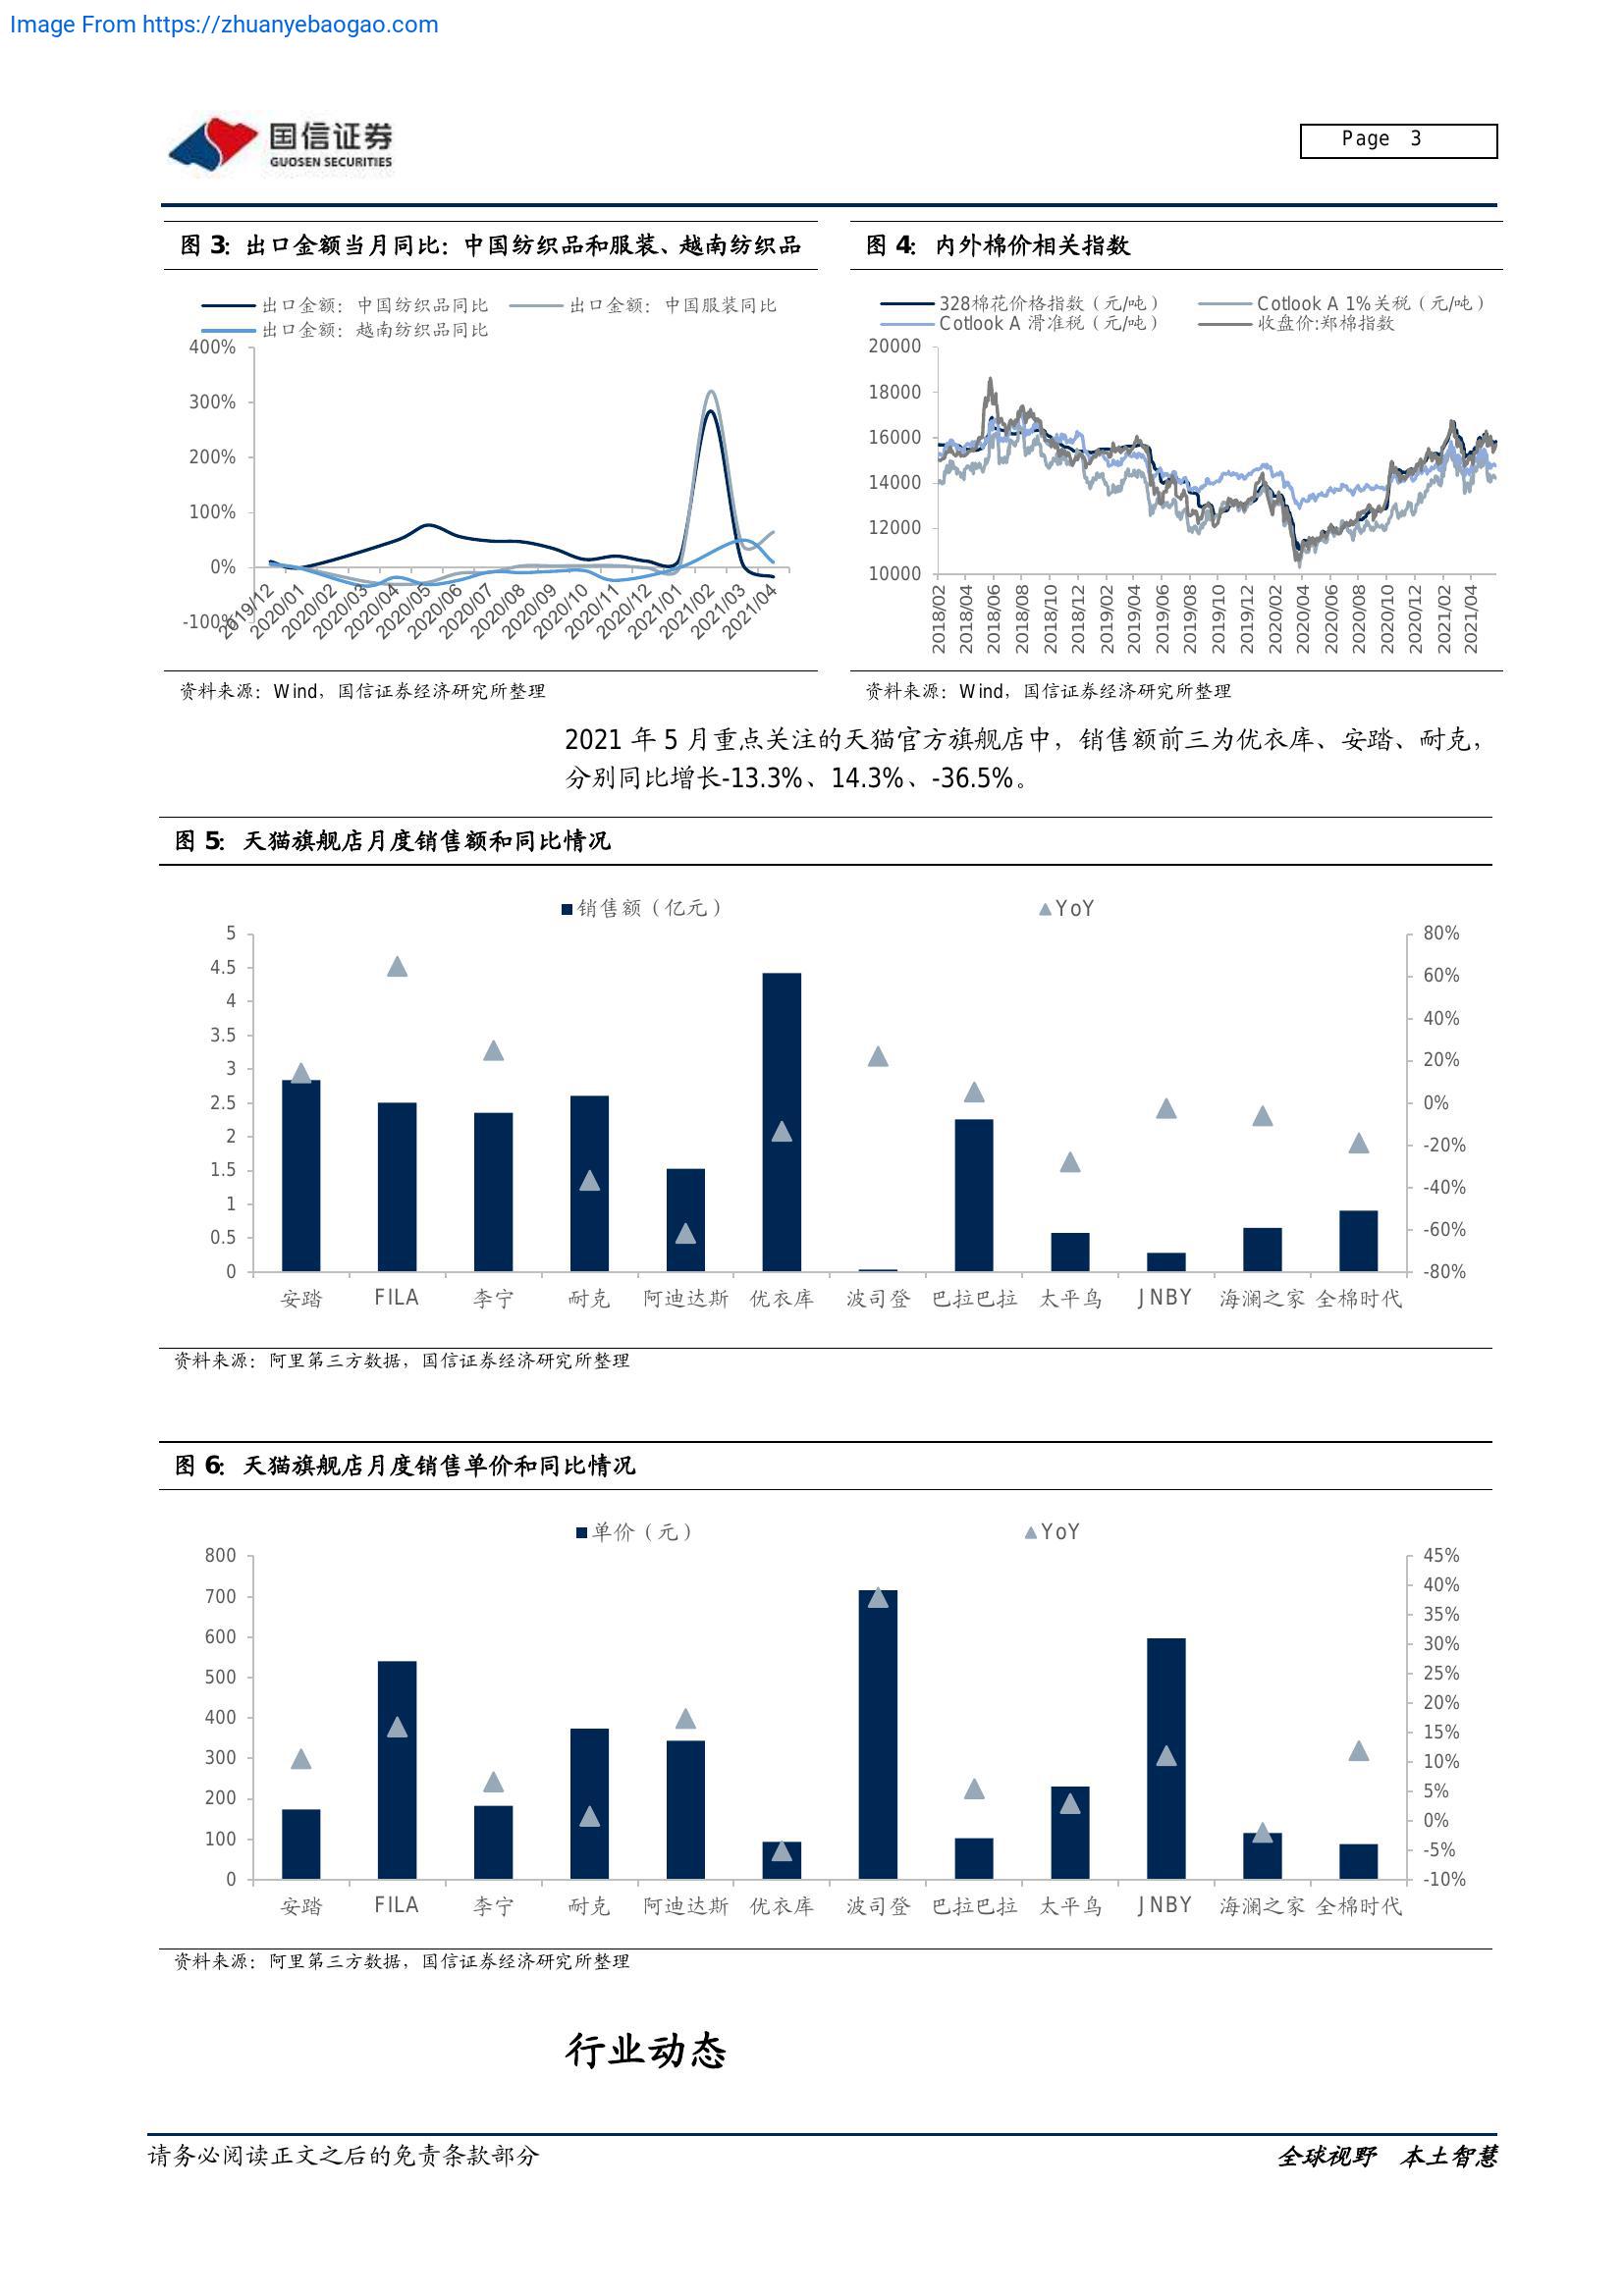 Image From https://zhuanyebaogao.com
国信证券
GUOSEN SECURITIES
Page 3
图 3：出口金额当月同比：中国纺织品和服装、越南纺织品
出口金额：中国纺织品同比 出口金额：中国服装同比
出口金额：越南纺织品同比
400%
300%
200%
100%
0%
-100%
2019/12 2020/01 2020/02 2020/03 2020/04 2020/05 2020/06 2020/07 2020/08 2020/09 2020/10 2020/11 2020/12 2021/01 2021/02 2021/03 2021/04
资料来源：Wind，国信证券经济研究所整理
图 4：内外棉价相关指数
328棉花价格指数（元/吨） Cotlook A 1%关税（元/吨）
Cotlook A 滑准税（元/吨） 收盘价:郑棉指数
20000
18000
16000
14000
12000
10000
2018/02 2018/04 2018/06 2018/08 2018/10 2018/12 2019/02 2019/04 2019/06 2019/08 2019/10 2019/12 2020/02 2020/04 2020/06 2020/08 2020/10 2020/12 2021/02 2021/04
资料来源：Wind，国信证券经济研究所整理
2021 年 5 月重点关注的天猫官方旗舰店中，销售额前三为优衣库、安踏、耐克，
分别同比增长-13.3%、14.3%、-36.5%。
图 5：天猫旗舰店月度销售额和同比情况
销售额（亿元） YoY
5 80%
4.5 60%
4 40%
3.5 20%
3 0%
2.5 -20%
2 -40%
1.5 -60%
1 -80%
0.5
0
安踏 FILA 李宁 耐克 阿迪达斯 优衣库 波司登 巴拉巴拉 太平鸟 JNBY 海澜之家 全棉时代
资料来源：阿里第三方数据，国信证券经济研究所整理
图 6：天猫旗舰店月度销售单价和同比情况
单价（元） YoY
800 45%
700 40%
600 35%
500 30%
400 25%
300 20%
200 15%
100 10%
0 5%
0%
-5%
-10%
安踏 FILA 李宁 耐克 阿迪达斯 优衣库 波司登 巴拉巴拉 太平鸟 JNBY 海澜之家 全棉时代
资料来源：阿里第三方数据，国信证券经济研究所整理
行业动态
请务必阅读正文之后的免责条款部分
全球视野 本土智慧